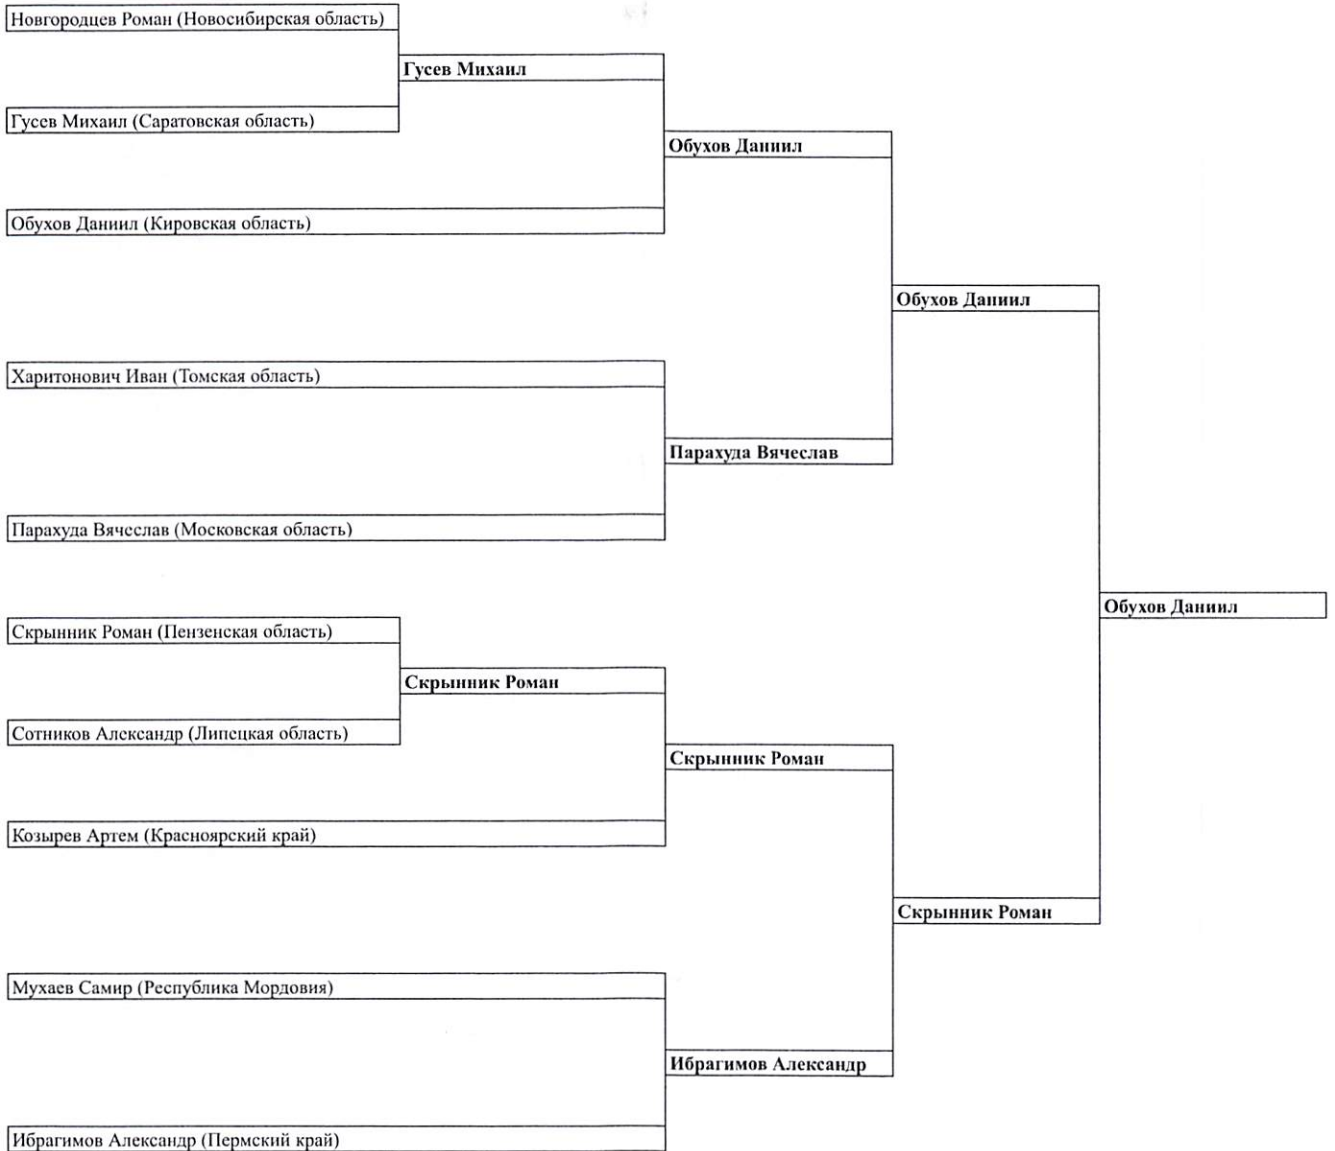 Новгородцев Роман (Новосибирская область)
Гусев Михаил
Гусев Михаил (Саратовская область)
Обухов Даниил
Обухов Даниил (Кировская область)
Обухов Даниил
Харитонович Иван (Томская область)
Парахуда Вячеслав
Парахуда Вячеслав (Московская область)
Обухов Даниил
Скрынник Роман (Пензенская область)
Скрынник Роман
Сотников Александр (Липецкая область)
Скрынник Роман
Козырев Артем (Красноярский край)
Скрынник Роман
Мухаев Самир (Республика Мордовия)
Ибрагимов Александр
Ибрагимов Александр (Пермский край)